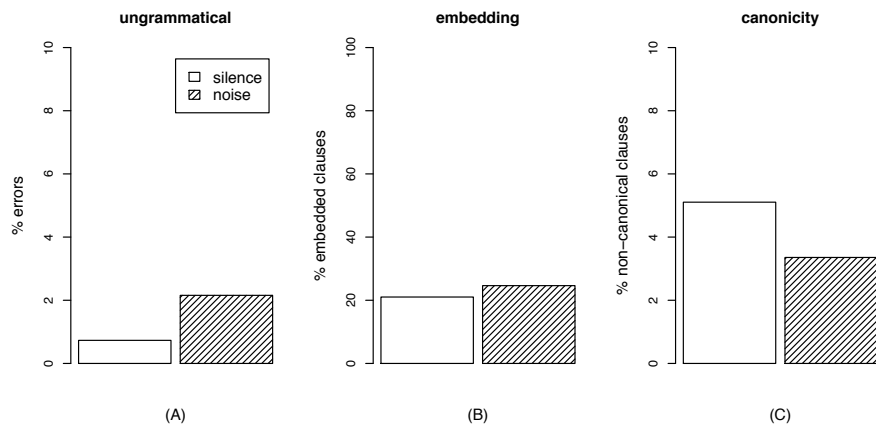 ungrammatical
% errors
0
2
4
6
8
10
silence
noise
(A)
embedding
% embedded clauses
0
20
40
60
80
100
(B)
canonicity
% non−canonical clauses
0
2
4
6
8
10
(C)